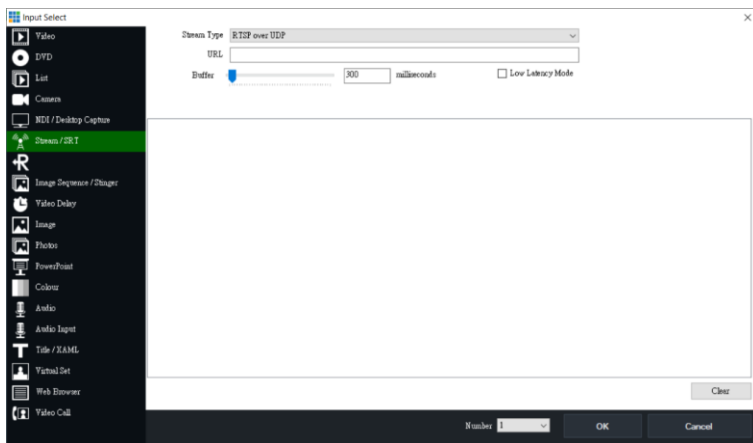 Input Select
Video
DVD
List
Camera
NDI / Desktop Capture
Stream / SRT
Image Sequence / Stinger
Video Delay
Image
Photos
PowerPoint
Colour
Audio
Audio Input
Title / XAML
Virtual Set
Web Browser
Video Call
Stream Type RTSP over UDP
URL
Buffer 300 milliseconds Low Latency Mode
Clear
Number 1 OK Cancel